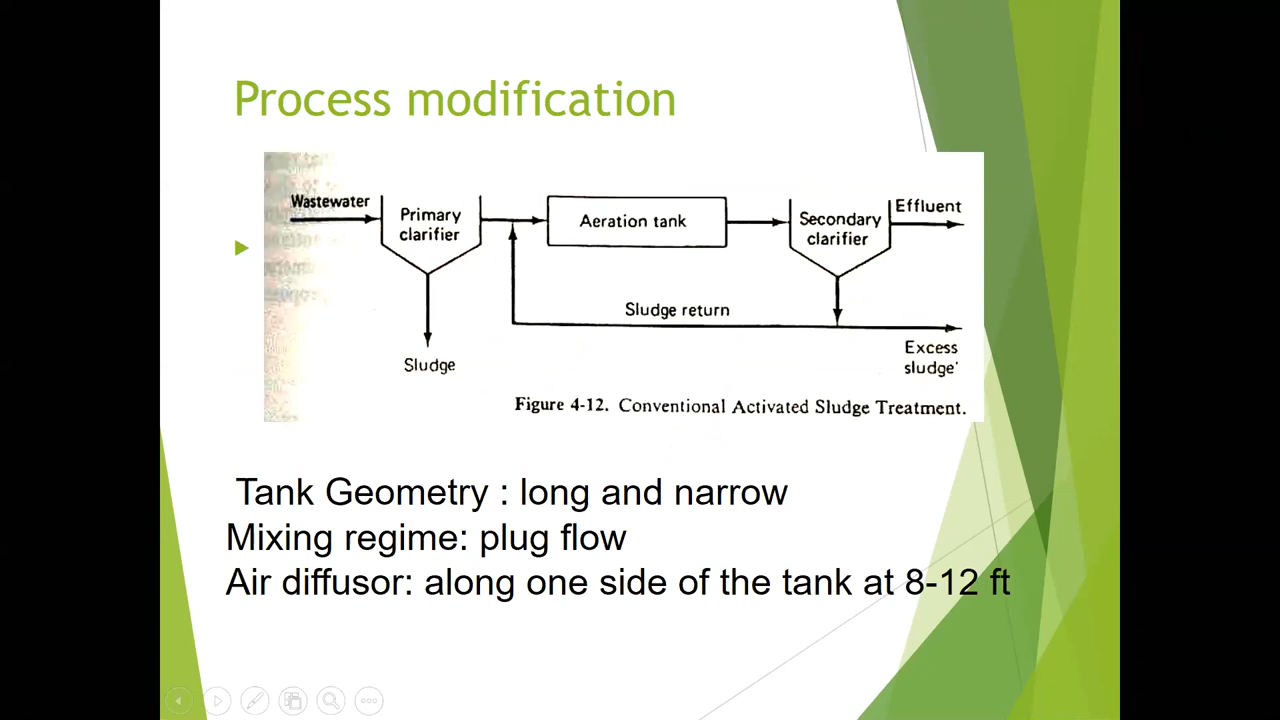 Process modification
Wastewater
Primary
clarifier
Aeration tank
Secondary
clarifier
Effluent
Sludge return
Sludge
Excess
sludge
Figure 4-12. Conventional Activated Sludge Treatment.
Tank Geometry : long and narrow
Mixing regime: plug flow
Air diffusor: along one side of the tank at 8-12 ft